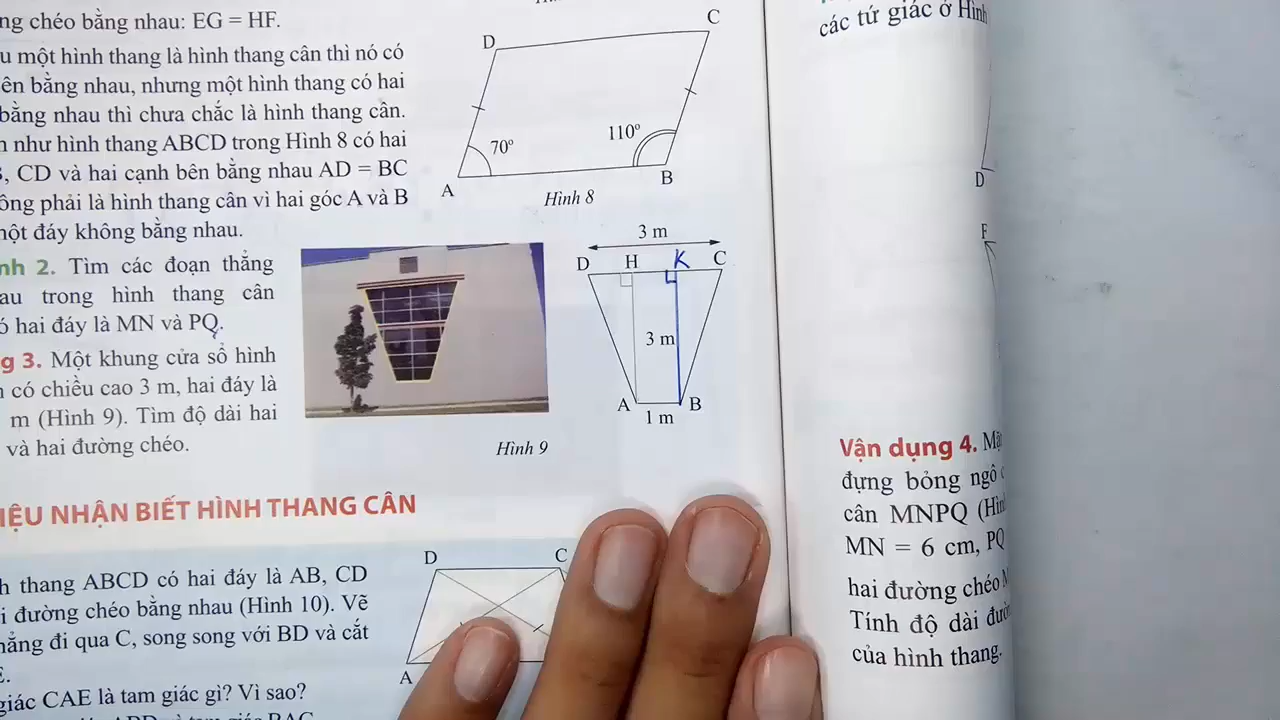 ng chéo bằng nhau: EG = HF.
u một hình thang là hình thang cân thì nó có
ên bằng nhau, nhưng một hình thang có hai
bằng nhau thì chưa chắc là hình thang cân.
như hình thang ABCD trong Hình 8 có hai
, CD và hai cạnh bên bằng nhau AD = BC
ông phải là hình thang cân vì hai góc A và B
một đáy không bằng nhau.
D
C
70°
110°
A
B
Hình 8
nh 2. Tìm các đoạn thẳng
au trong hình thang cân
ó hai đáy là MN và PQ.
g 3. Một khung cửa sổ hình
có chiều cao 3 m, hai đáy là
m (Hình 9). Tìm độ dài hai
và hai đường chéo.
3 m
D H K C
3 m
A B
1 m
Hình 9
IỆU NHẬN BIẾT HÌNH THANG CÂN
h thang ABCD có hai đáy là AB, CD
i đường chéo bằng nhau (Hình 10). Vẽ
hẳng đi qua C, song song với BD và cắt
giác CAE là tam giác gì? Vì sao?
D
C
A
các tứ giác ở Hình
D
F
Vận dụng 4.
đựng bỏng ngô
cân MNPQ
MN = 6 cm, PQ
hai đường chéo
Tính độ dài
của hình thang.